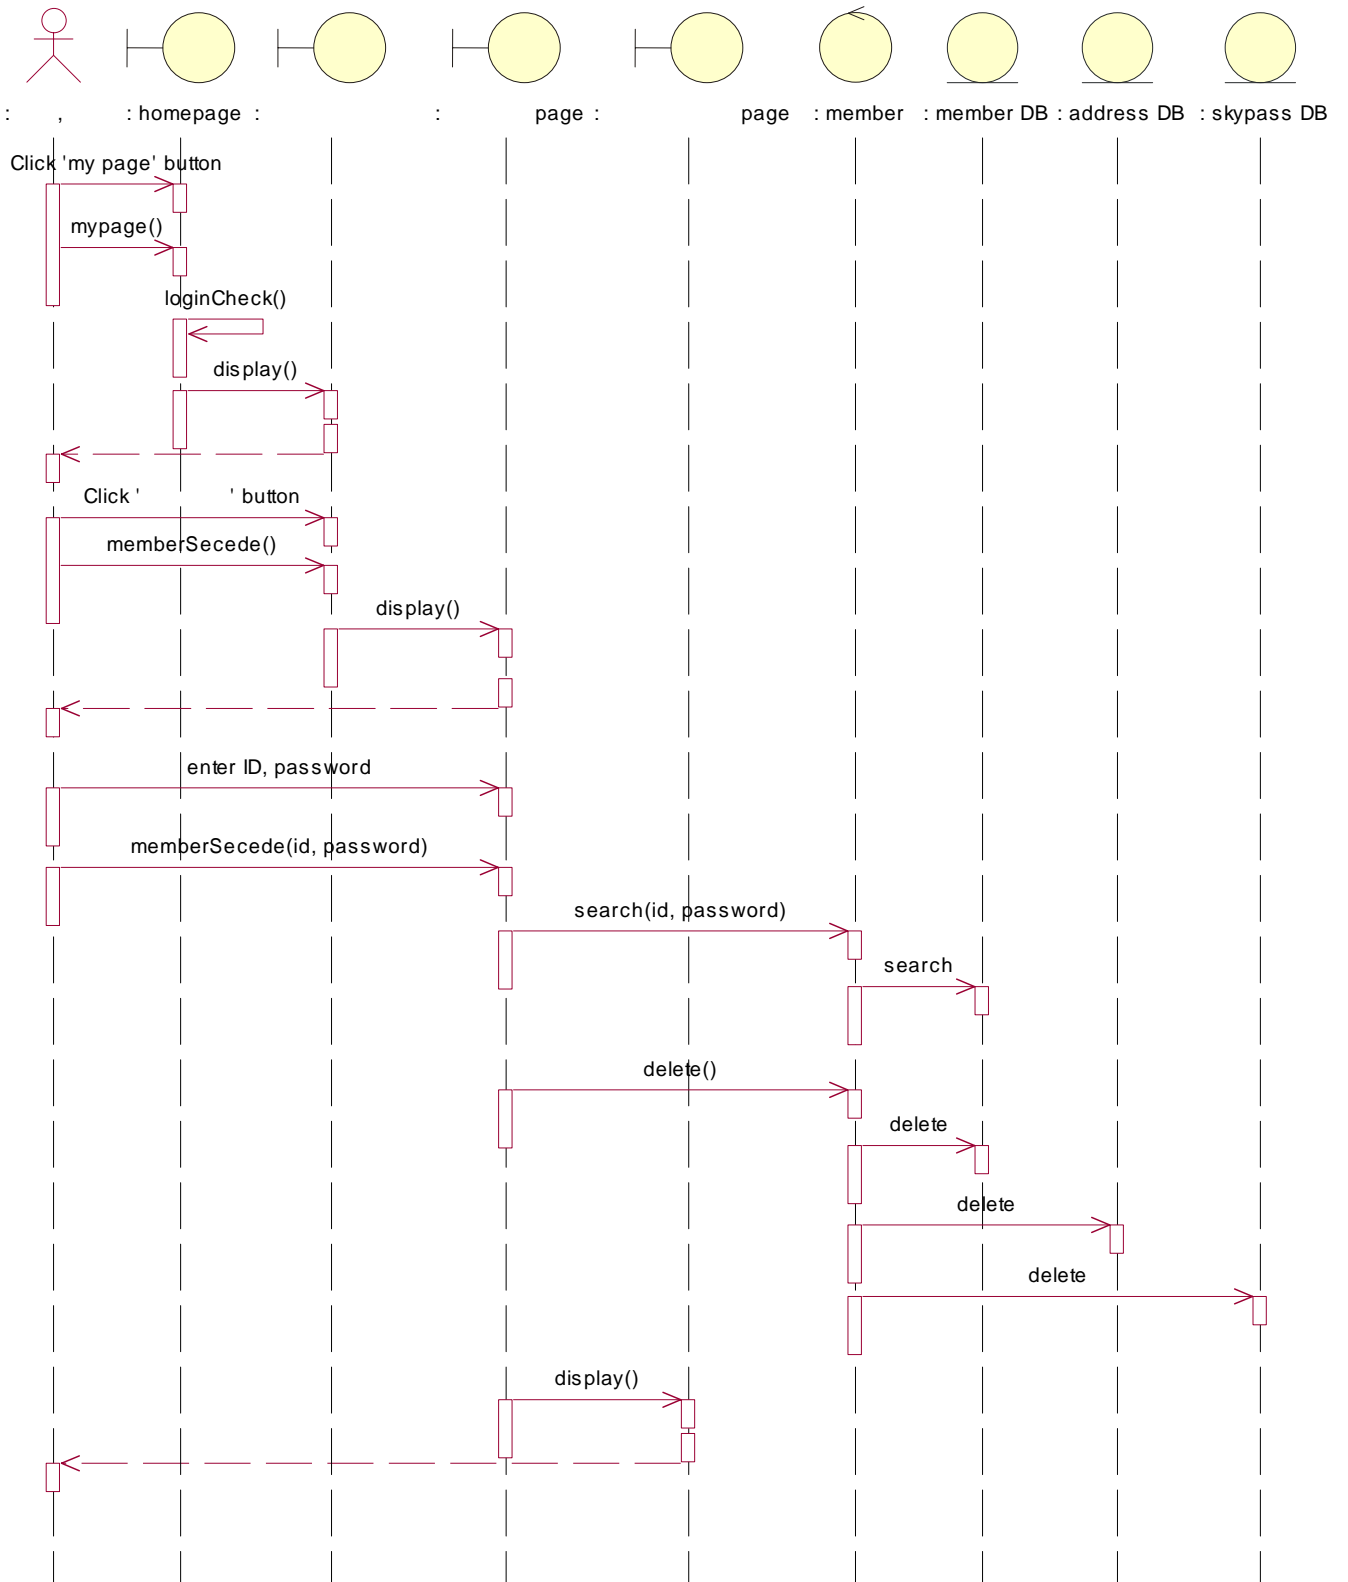 : , : homepage : : page : page : member : member DB : address DB : skypass DB
Click 'my page' button
mypage()
loginCheck()
display()
Click ' ' button
memberSecede()
display()
enter ID, password
memberSecede(id, password)
search(id, password)
search
delete()
delete
delete
delete
display()